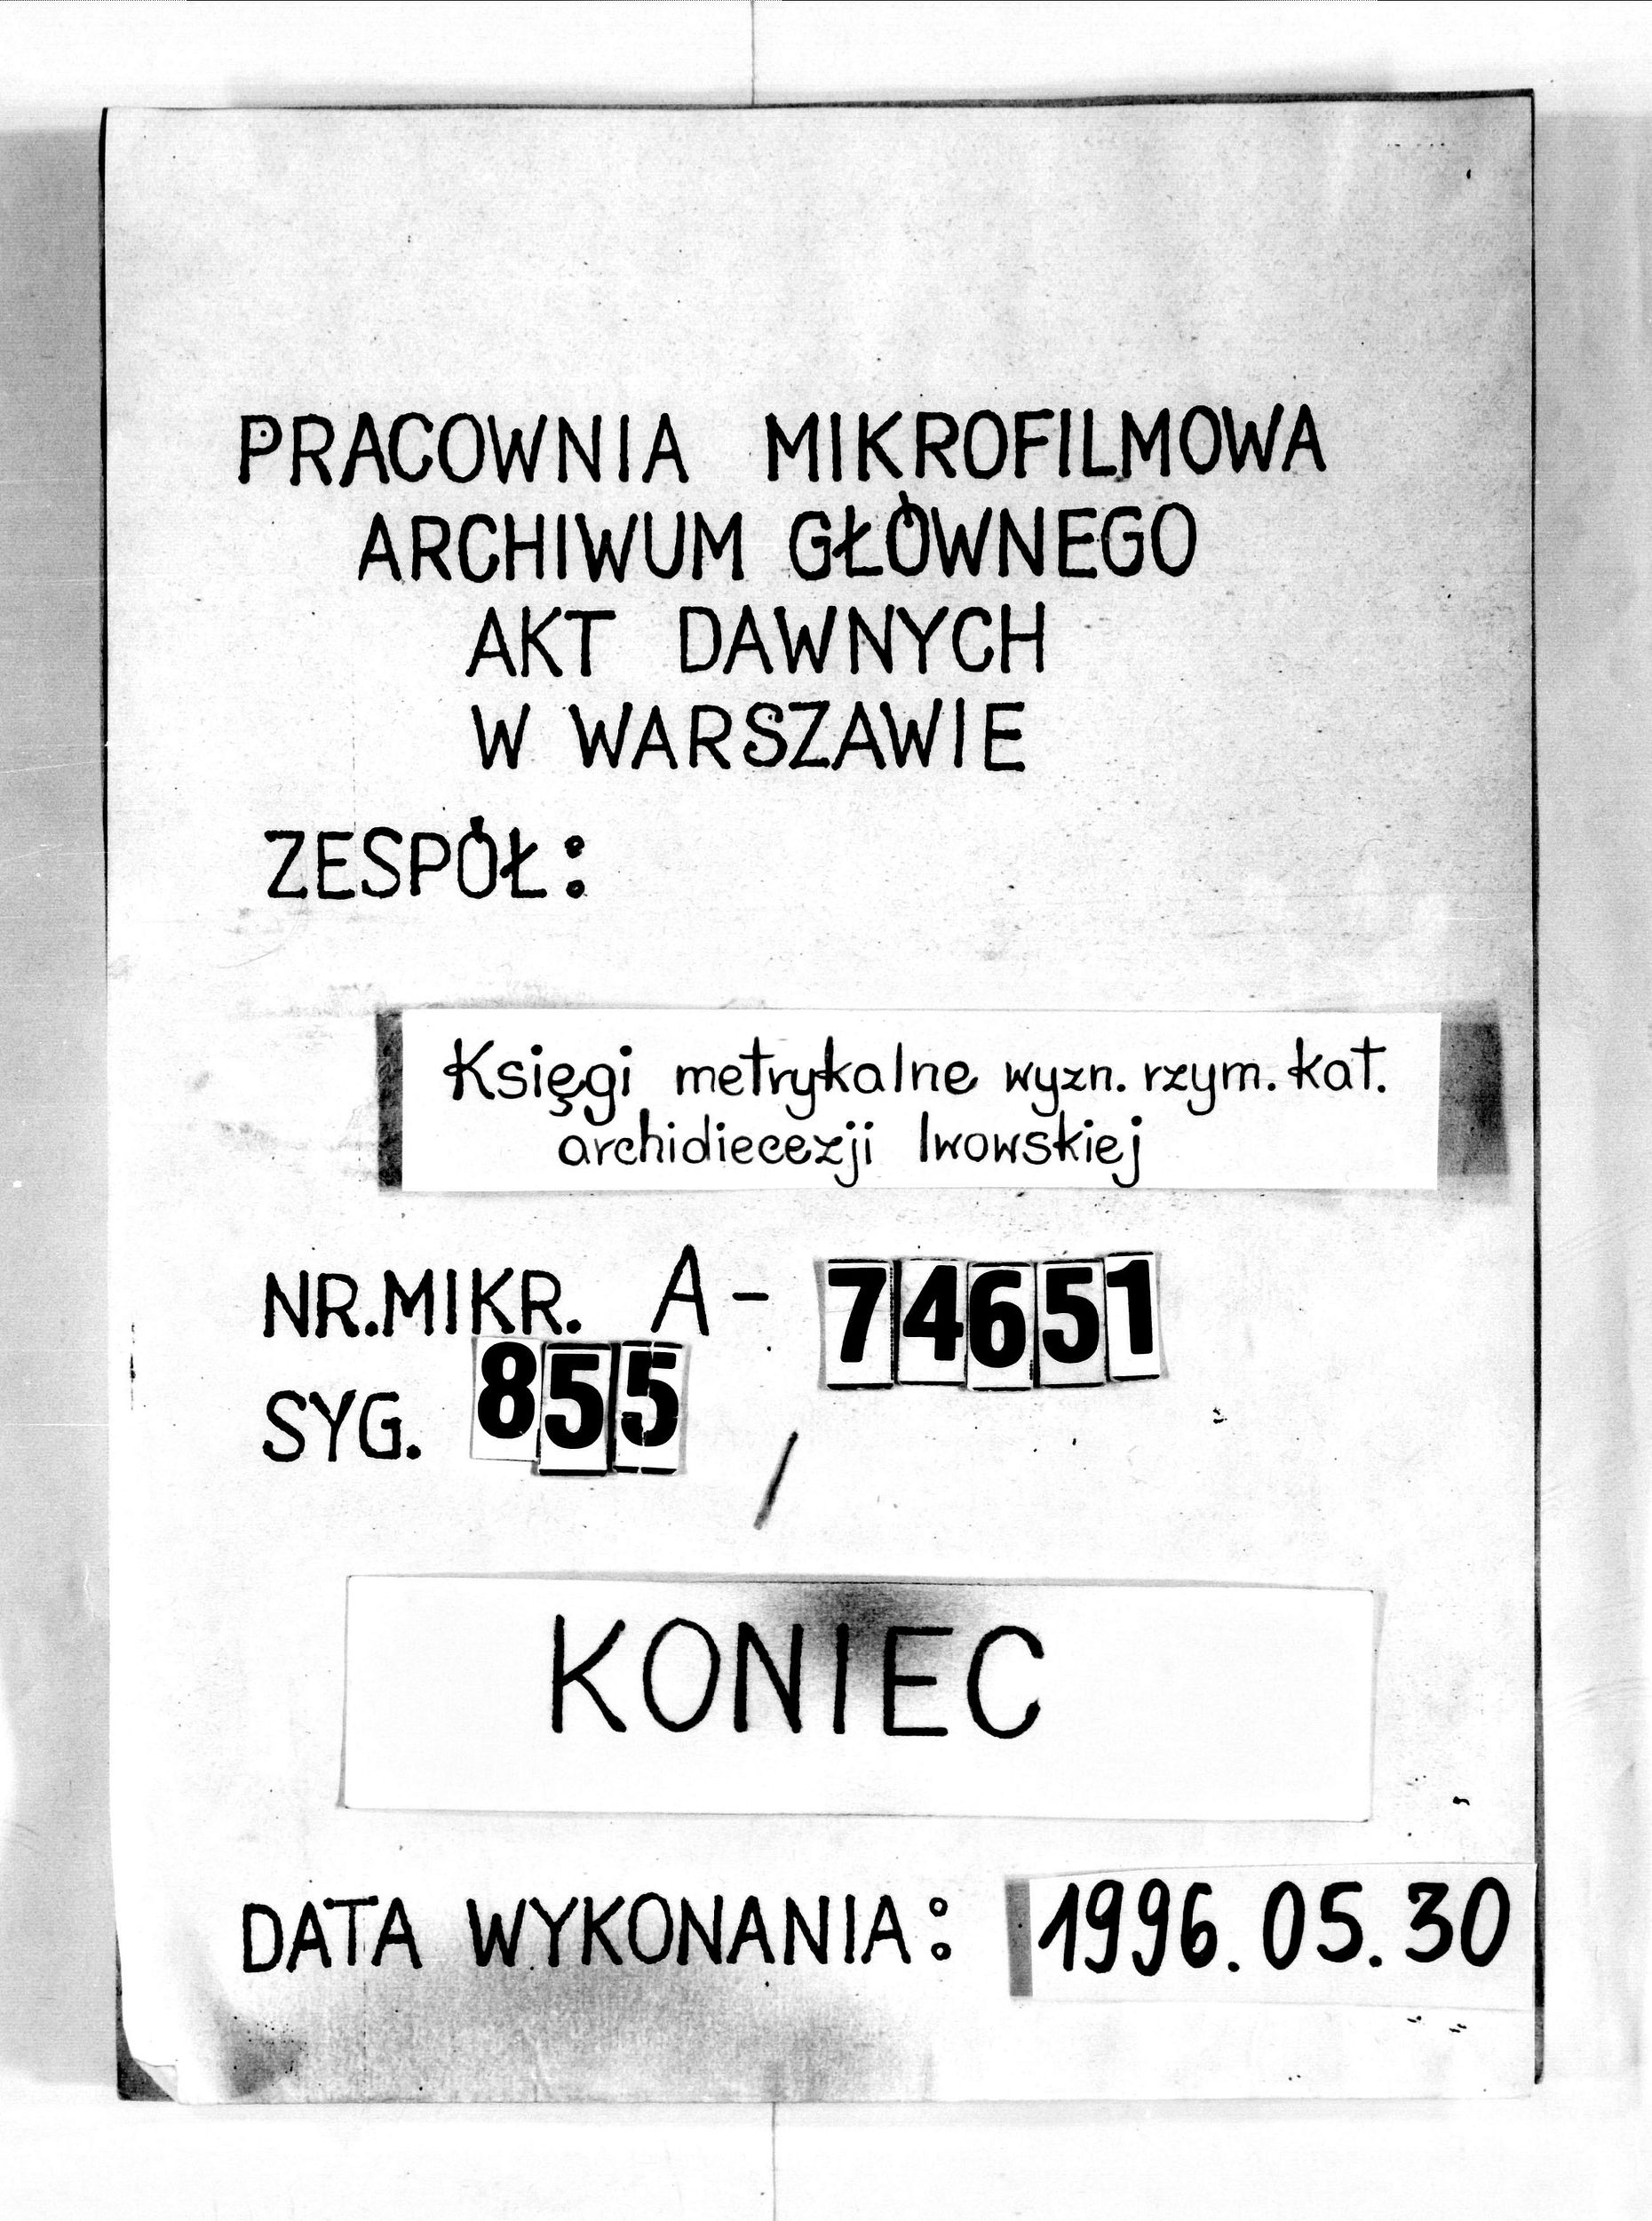 PRACOWNIA MIKROFILMOWA
ARCHIWUM GŁÓWNEGO
AKT DAWNYCH
W WARSZAWIE
ZESPÓŁ:
Księgi metrykalne wyzn. rzym. kat.
archidiecezji lwowskiej
NR.MIKR. A- 74651
SYG. 855 /
KONIEC
DATA WYKONANIA: 1996.05.30